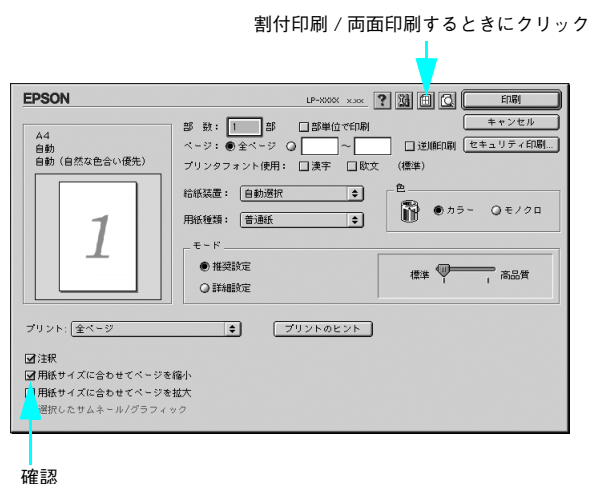 割付印刷 / 両面印刷するときにクリック
EPSON
LP-XXXX x.xx
?
印刷
キャンセル
セキュリティ印刷...
A4
自動
自動（自然な色合い優先）
1
部 数： 1 部 部単位で印刷
ページ： 全ページ ～ 逆順印刷
プリンタフォント使用： 漢字 欧文 （標準）
給紙装置： 自動選択
用紙種類： 普通紙
色
カラー モノクロ
モード
推奨設定
詳細設定
標準 高品質
プリント: 全ページ プリントのヒント
注釈
用紙サイズに合わせてページを縮小
用紙サイズに合わせてページを拡大
選択したサムネール/グラフィック
確認